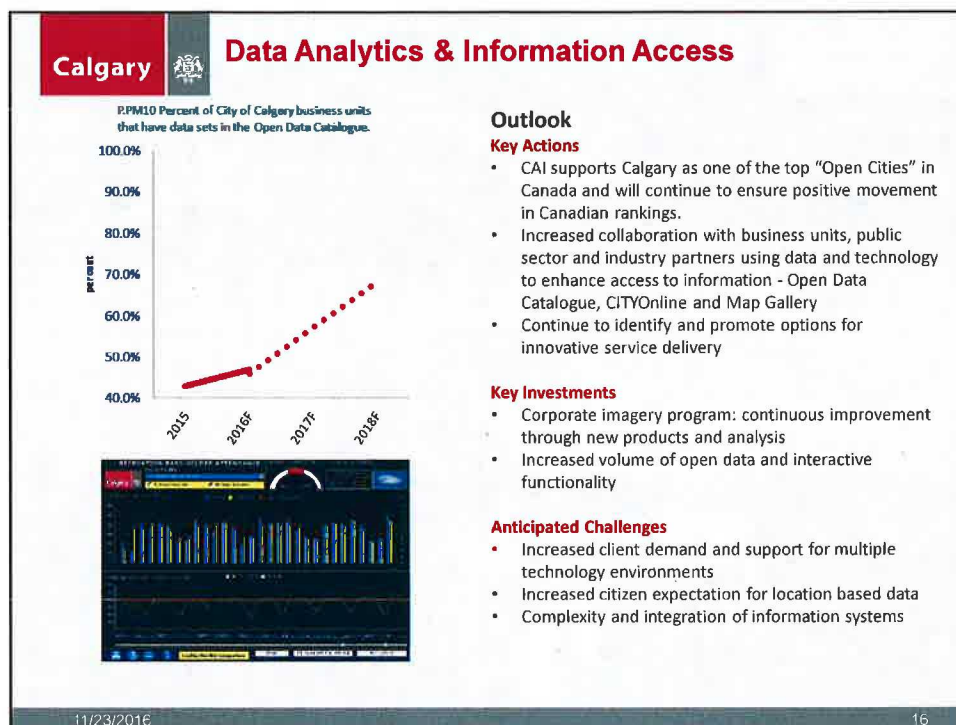 Calgary
Data Analytics & Information Access
P.PM10 Percent of City of Calgary business units
that have data sets in the Open Data Catalogue.
100.0%
90.0%
80.0%
70.0%
60.0%
50.0%
40.0%
percent
2015
2016F
2017F
2018F
Outlook
Key Actions
• CAI supports Calgary as one of the top “Open Cities” in
Canada and will continue to ensure positive movement
in Canadian rankings.
• Increased collaboration with business units, public
sector and industry partners using data and technology
to enhance access to information - Open Data
Catalogue, CITYOnline and Map Gallery
• Continue to identify and promote options for
innovative service delivery
Key Investments
• Corporate imagery program: continuous improvement
through new products and analysis
• Increased volume of open data and interactive
functionality
Anticipated Challenges
• Increased client demand and support for multiple
technology environments
• Increased citizen expectation for location based data
• Complexity and integration of information systems
Calgary
11/23/2016
16